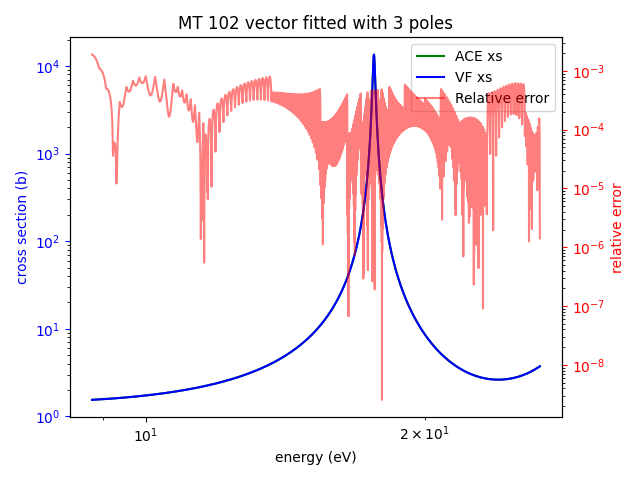 MT 102 vector fitted with 3 poles
ACE xs
VF xs
Relative error
cross section (b)
10⁴
10³
10²
10¹
10⁰
relative error
10⁻³
10⁻⁴
10⁻⁵
10⁻⁶
10⁻⁷
10⁻⁸
10¹
2 × 10¹
energy (eV)